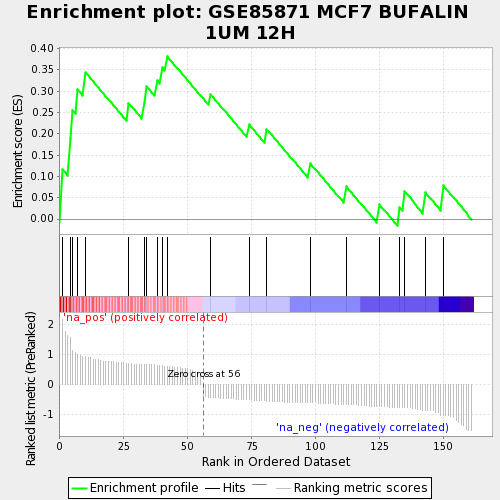 Enrichment plot: GSE85871 MCF7 BUFALIN
1UM 12H
Enrichment score (ES)
0.40
0.35
0.30
0.25
0.20
0.15
0.10
0.05
0.00
Ranked list metric (PreRanked)
'na_pos' (positively correlated)
2
1
0
-1
Zero cross at 56
'na_neg' (negatively correlated)
0 25 50 75 100 125 150
Rank in Ordered Dataset
Enrichment profile Hits Ranking metric scores